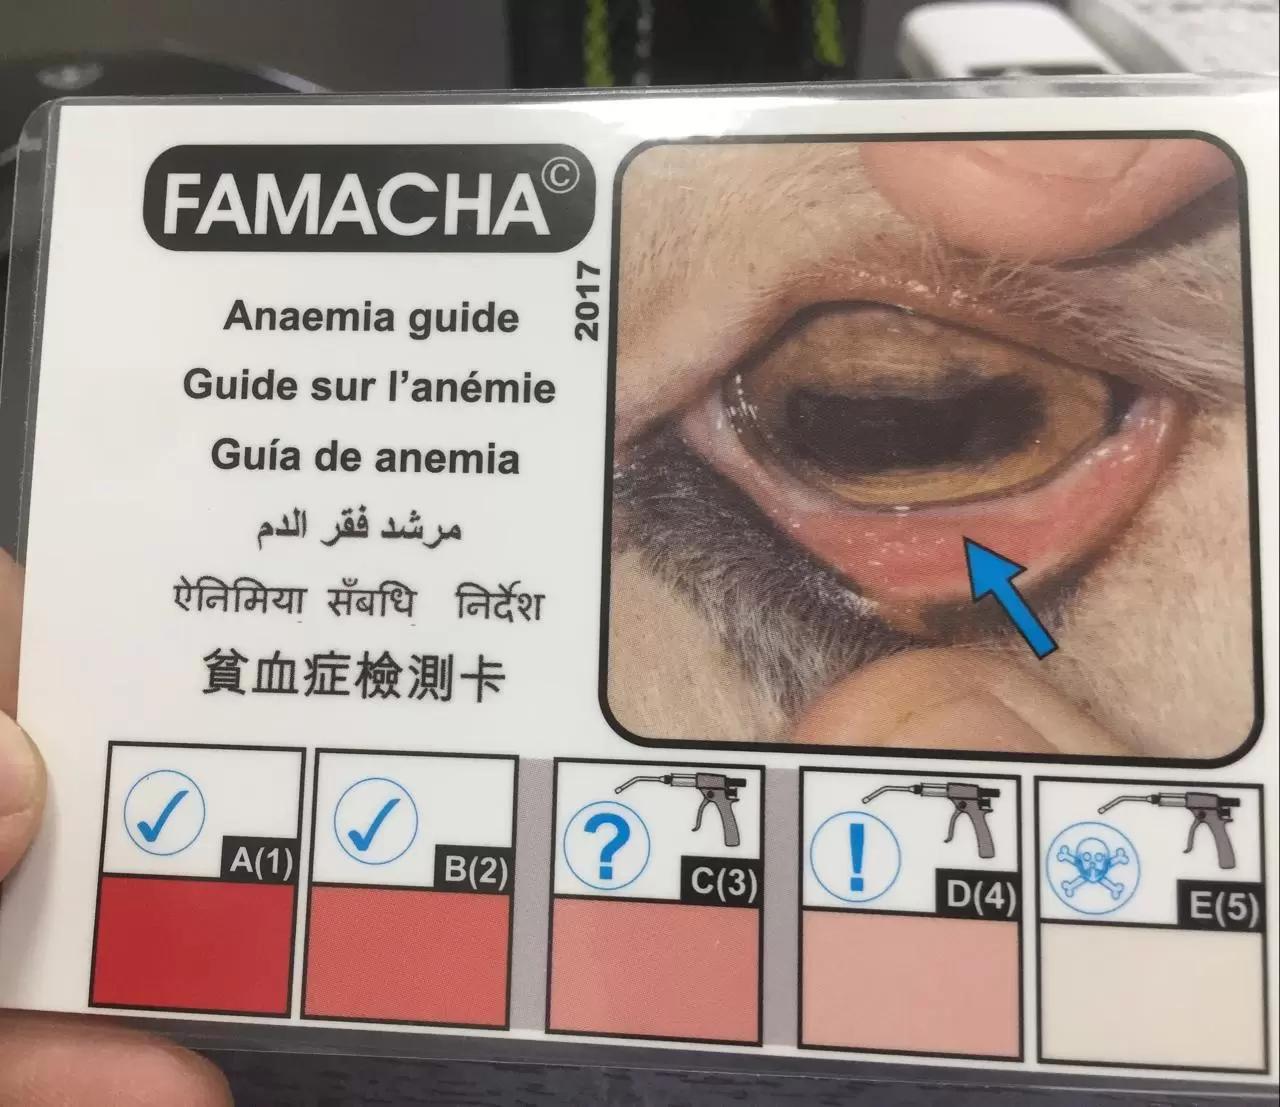 FAMACHA©
2017
Anaemia guide
Guide sur l'anémie
Guía de anemia
مرشد فقر الدم
ऐनिमिया सँबधि निर्देश
貧血症檢測卡
A(1)
B(2)
?
C(3)
!
D(4)
E(5)